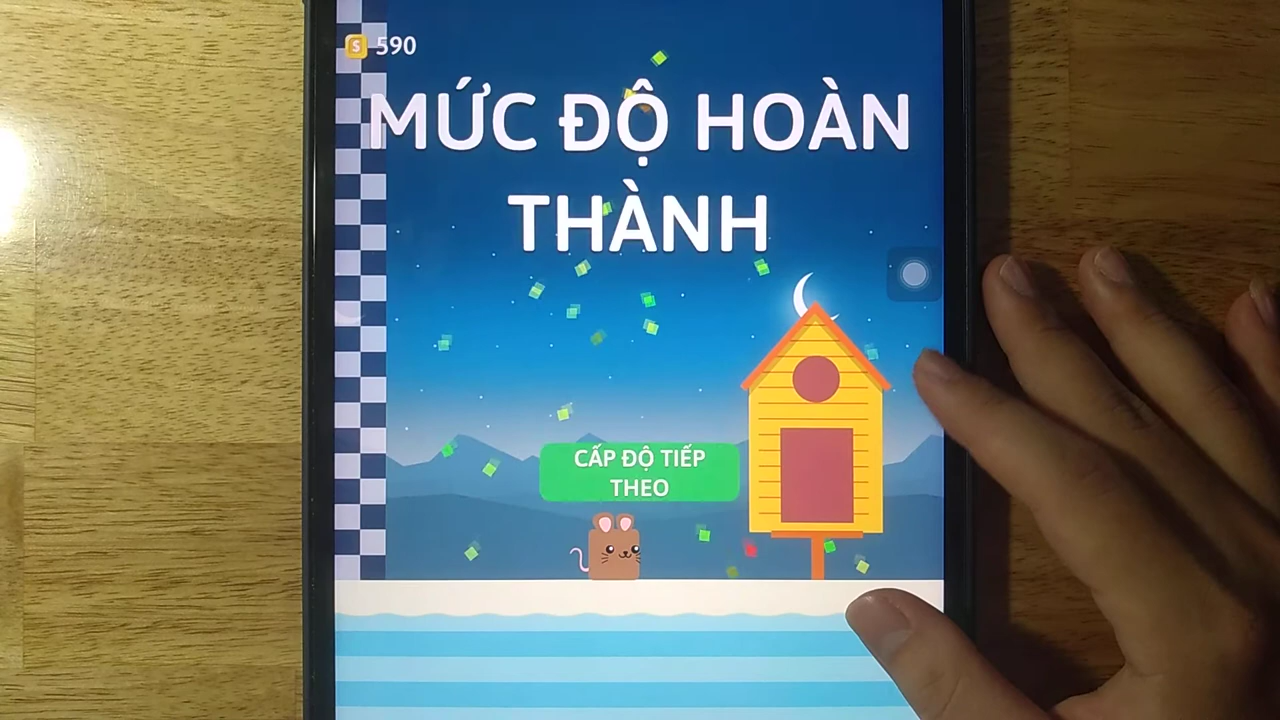 590
MỨC ĐỘ HOÀN
THÀNH
CẤP ĐỘ TIẾP
THEO